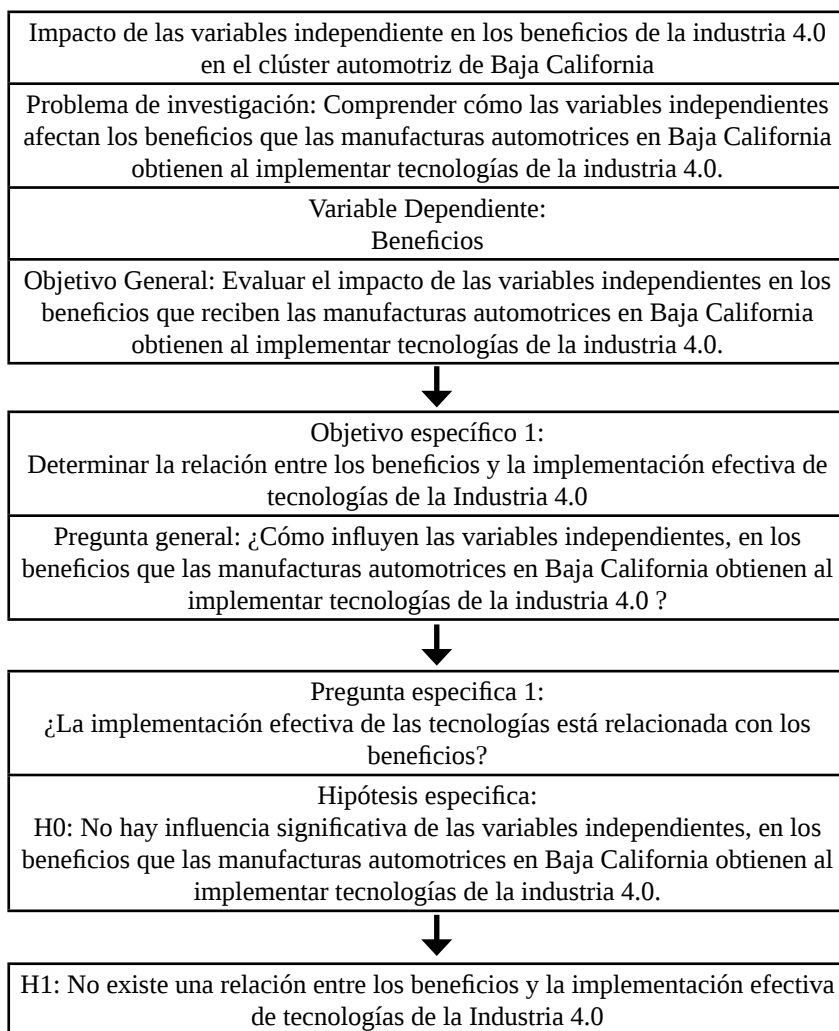 Impacto de las variables independiente en los beneficios de la industria 4.0
en el clúster automotriz de Baja California
Problema de investigación: Comprender cómo las variables independientes
afectan los beneficios que las manufacturas automotrices en Baja California
obtienen al implementar tecnologías de la industria 4.0.
Variable Dependiente:
Beneficios
Objetivo General: Evaluar el impacto de las variables independientes en los
beneficios que reciben las manufacturas automotrices en Baja California
obtienen al implementar tecnologías de la industria 4.0.
Objetivo específico 1:
Determinar la relación entre los beneficios y la implementación efectiva de
tecnologías de la Industria 4.0
Pregunta general: ¿Cómo influyen las variables independientes, en los
beneficios que las manufacturas automotrices en Baja California obtienen al
implementar tecnologías de la industria 4.0 ?
Pregunta especifica 1:
¿La implementación efectiva de las tecnologías está relacionada con los
beneficios?
Hipótesis especifica:
H0: No hay influencia significativa de las variables independientes, en los
beneficios que las manufacturas automotrices en Baja California obtienen al
implementar tecnologías de la industria 4.0.
H1: No existe una relación entre los beneficios y la implementación efectiva
de tecnologías de la Industria 4.0